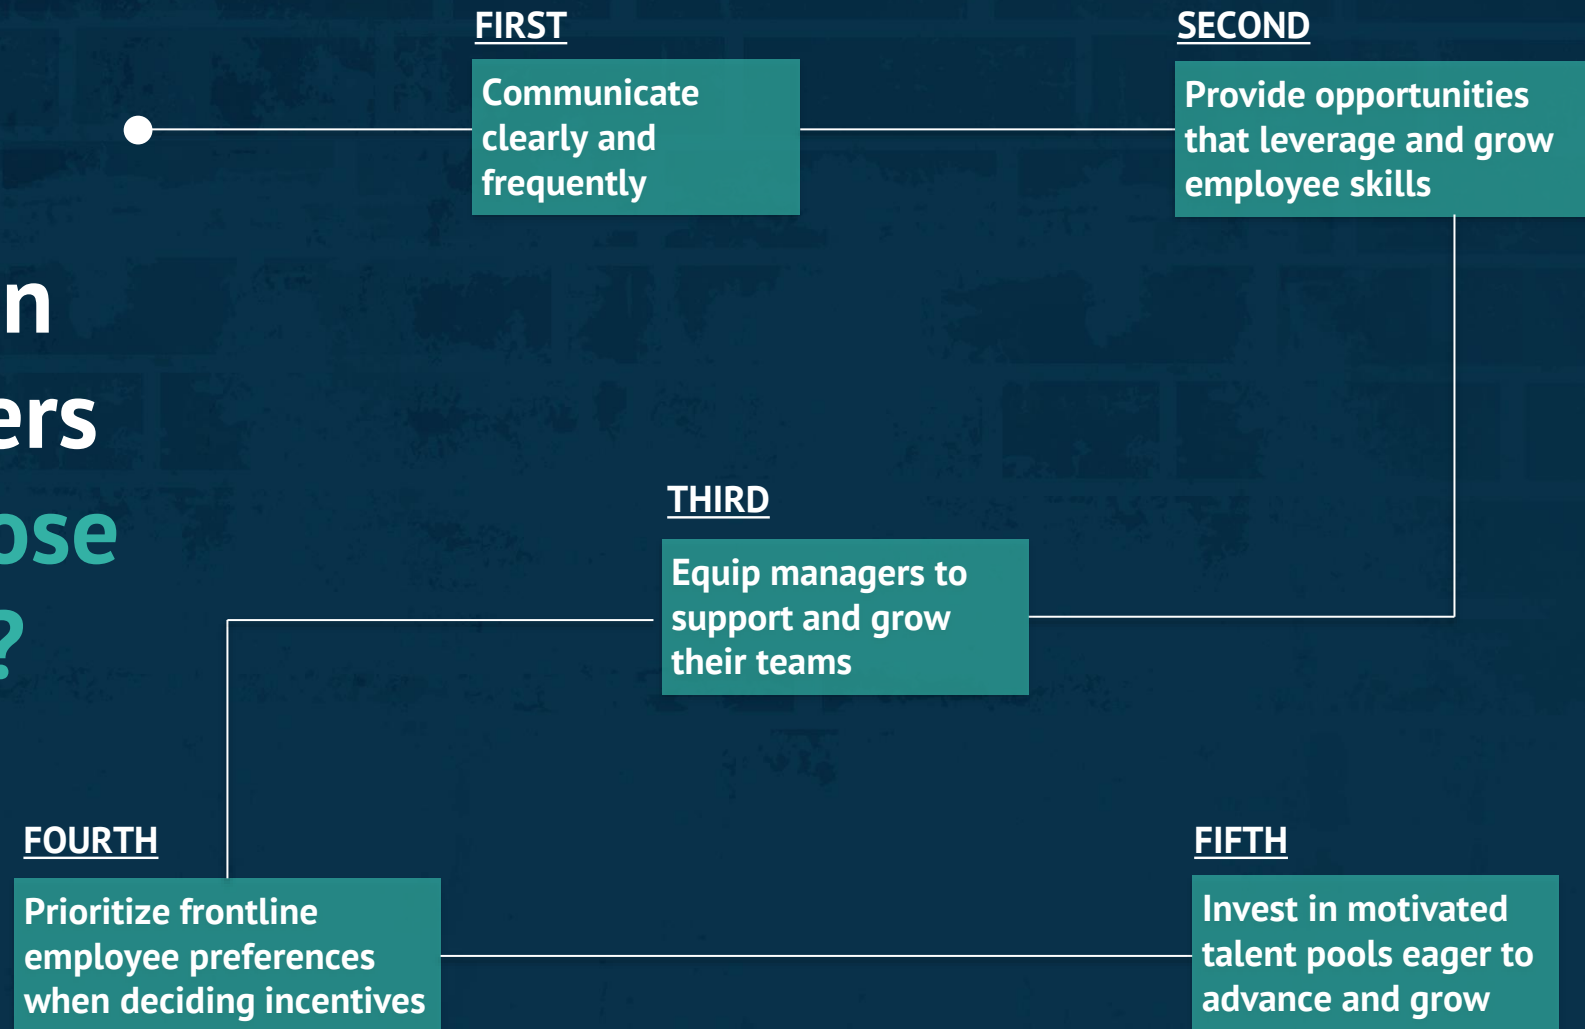 FIRST
Communicate
clearly and
frequently
SECOND
Provide opportunities
that leverage and grow
employee skills
n
ers
ose
?
THIRD
Equip managers to
support and grow
their teams
FOURTH
Prioritize frontline
employee preferences
when deciding incentives
FIFTH
Invest in motivated
talent pools eager to
advance and grow